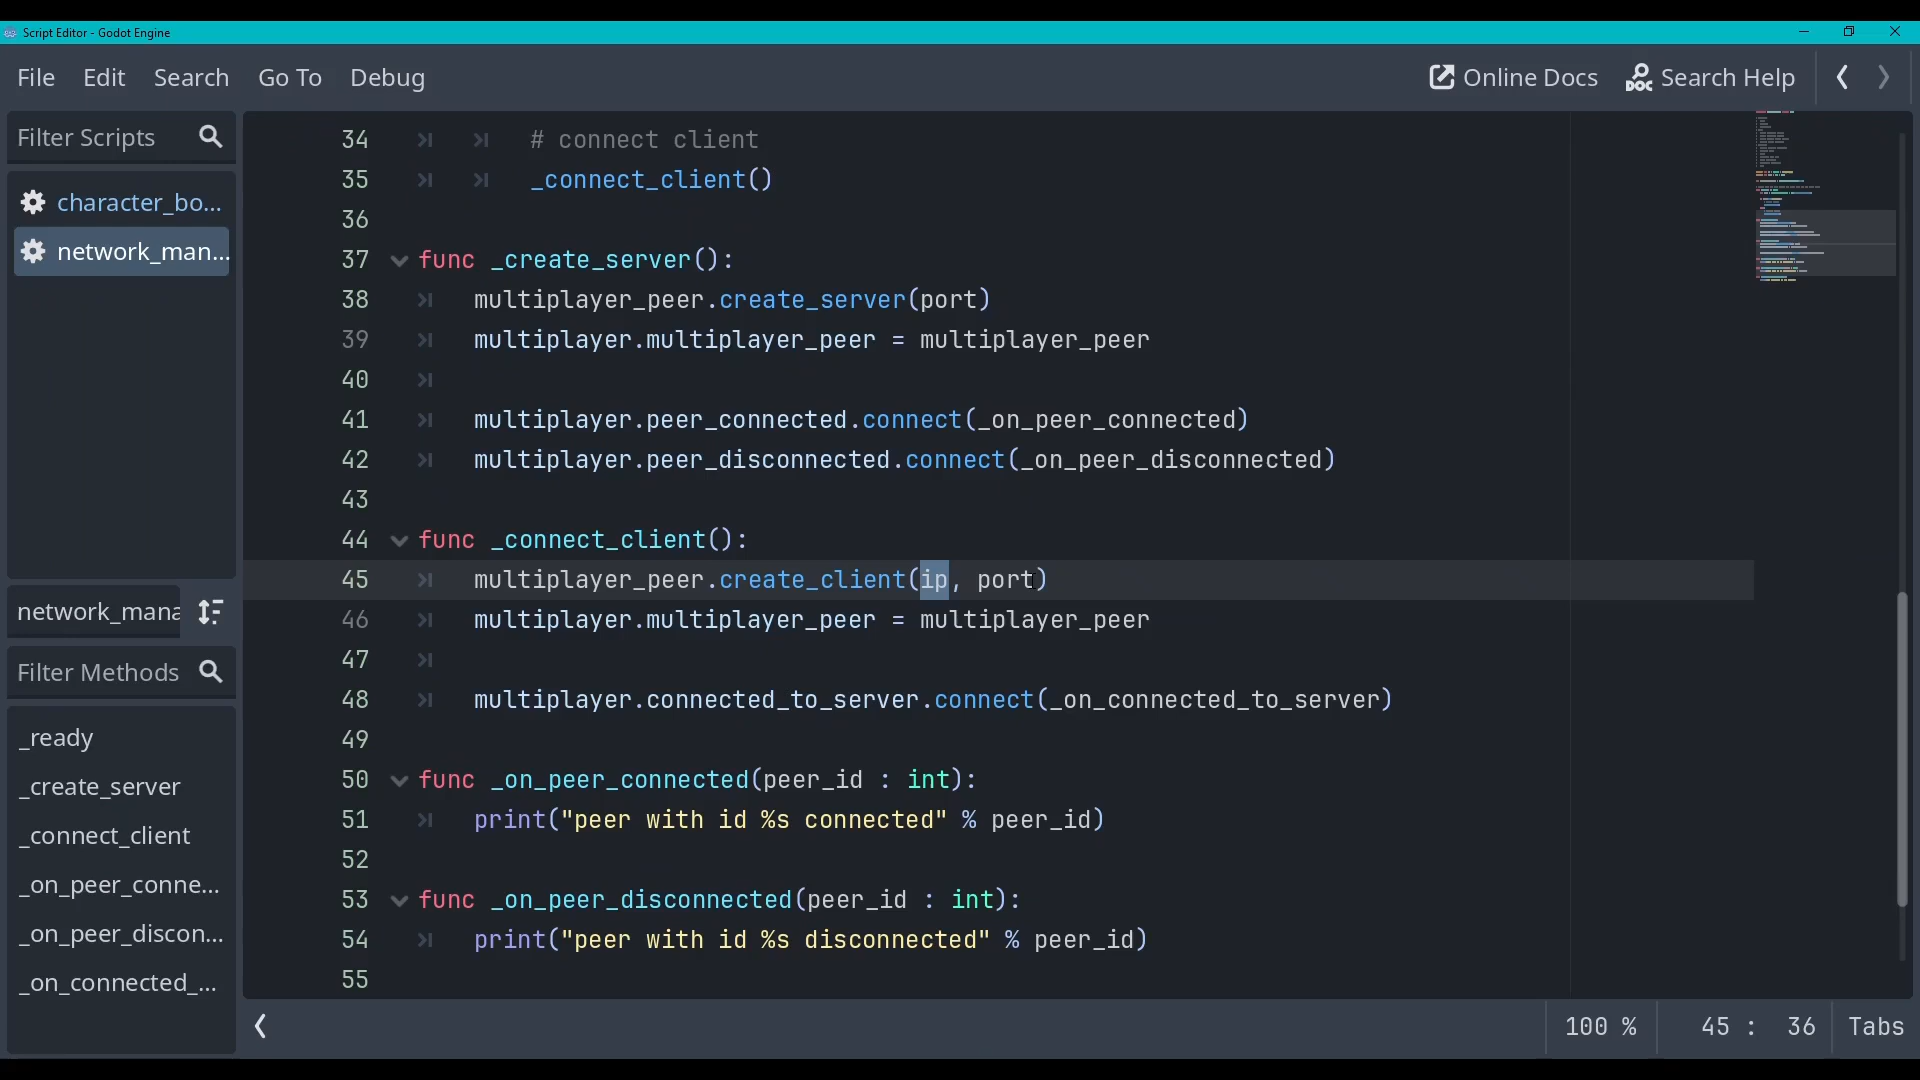 Script Editor - Godot Engine
File Edit Search Go To Debug
Online Docs Search Help
Filter Scripts
character_bo...
network_man...
network_mana
Filter Methods
_ready
_create_server
_connect_client
_on_peer_conne...
_on_peer_discon...
_on_connected_...
34 # connect client
35 _connect_client()
36
37 func _create_server():
38 multiplayer_peer.create_server(port)
39 multiplayer.multiplayer_peer = multiplayer_peer
40
41 multiplayer.peer_connected.connect(_on_peer_connected)
42 multiplayer.peer_disconnected.connect(_on_peer_disconnected)
43
44 func _connect_client():
45 multiplayer_peer.create_client(ip, port)
46 multiplayer.multiplayer_peer = multiplayer_peer
47
48 multiplayer.connected_to_server.connect(_on_connected_to_server)
49
50 func _on_peer_connected(peer_id : int):
51 print("peer with id %s connected" % peer_id)
52
53 func _on_peer_disconnected(peer_id : int):
54 print("peer with id %s disconnected" % peer_id)
55
100 % 45 : 36 Tabs